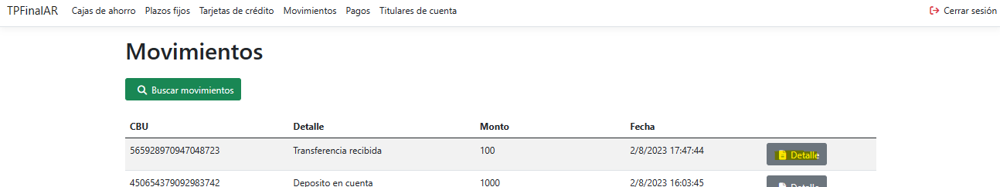 TPFinalAR Cajas de ahorro Plazos fijos Tarjetas de crédito Movimientos Pagos Titulares de cuenta Cerrar sesión
Movimientos
Buscar movimientos
CBU Detalle Monto Fecha
565928970947048723 Transferencia recibida 100 2/8/2023 17:47:44 Detalle
450654379092983742 Deposito en cuenta 1000 2/8/2023 16:03:45 Detalle